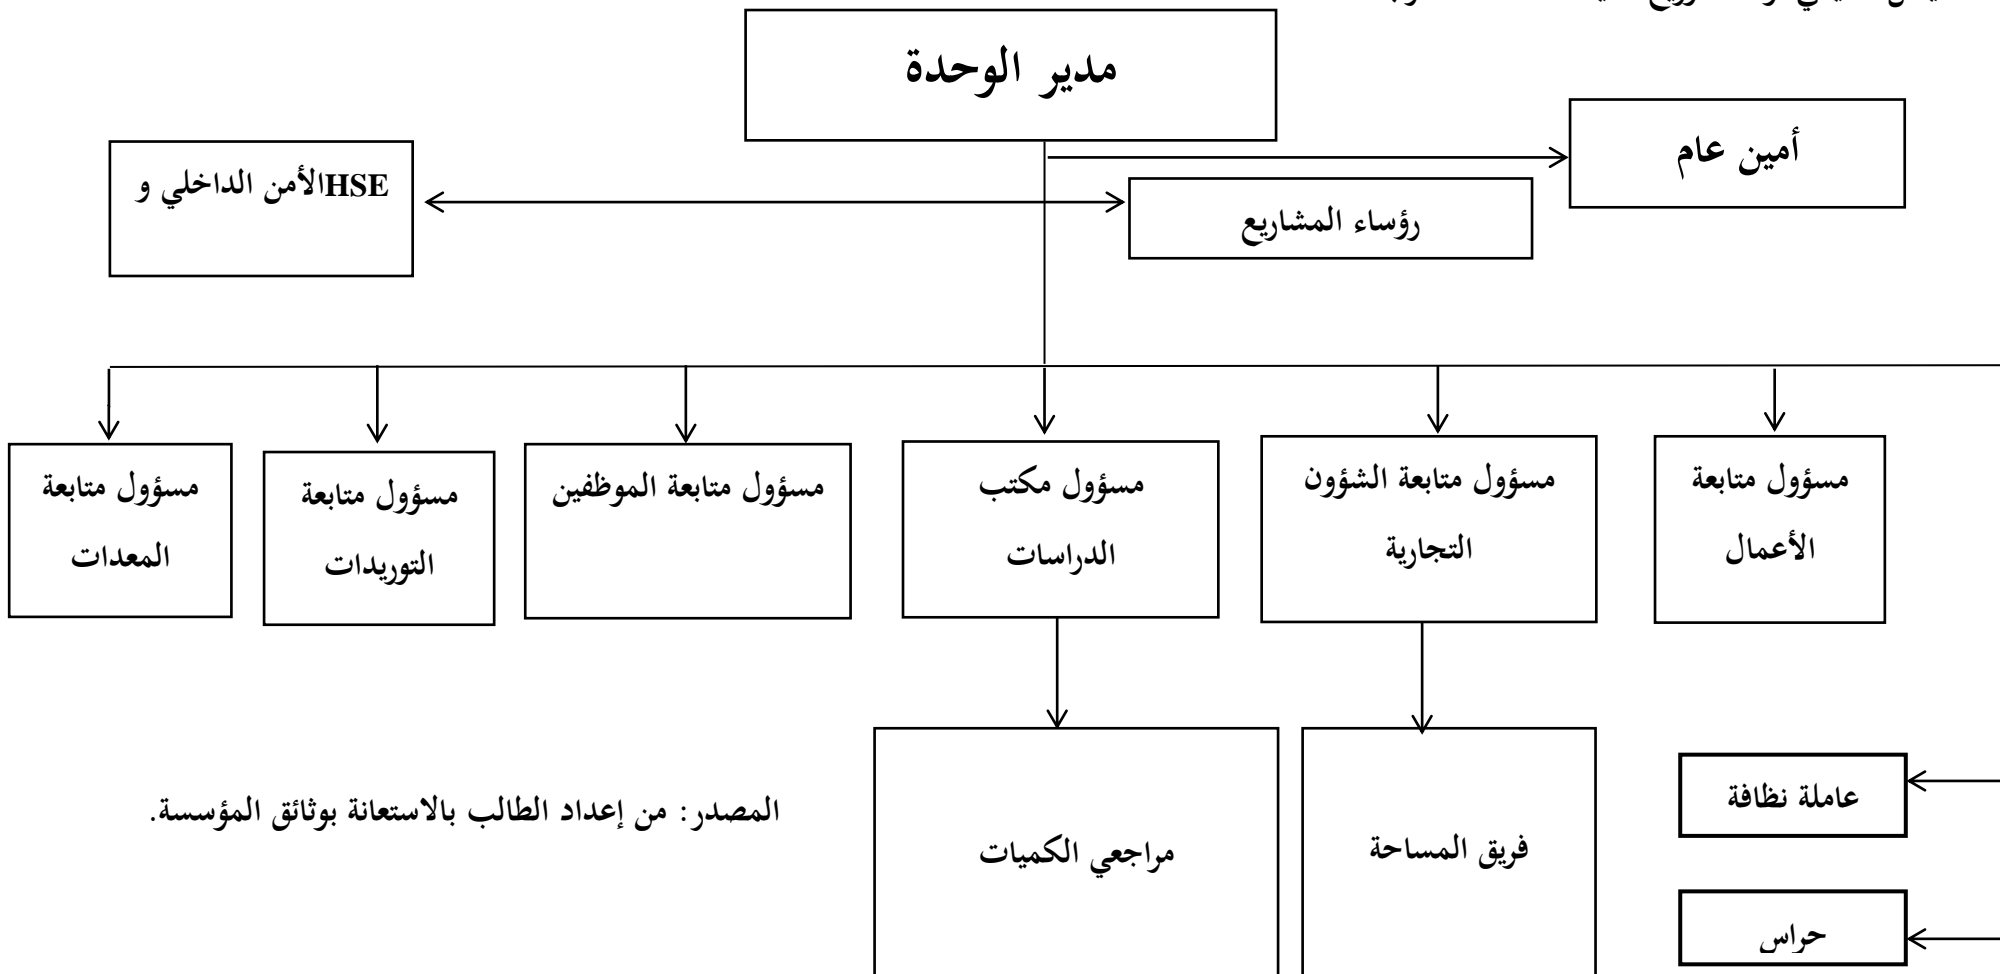 مدير الوحدة
أمين عام
HSEالأمن الداخلي و
رؤساء المشاريع
مسؤول متابعة
الأعمال
مسؤول متابعة الشؤون
التجارية
مسؤول مكتب
الدراسات
مسؤول متابعة الموظفين
مسؤول متابعة
التوريدات
مسؤول متابعة
المعدات
عاملة نظافة
حراس
فريق المساحة
مراجعي الكميات
المصدر: من إعداد الطالب بالاستعانة بوثائق المؤسسة.